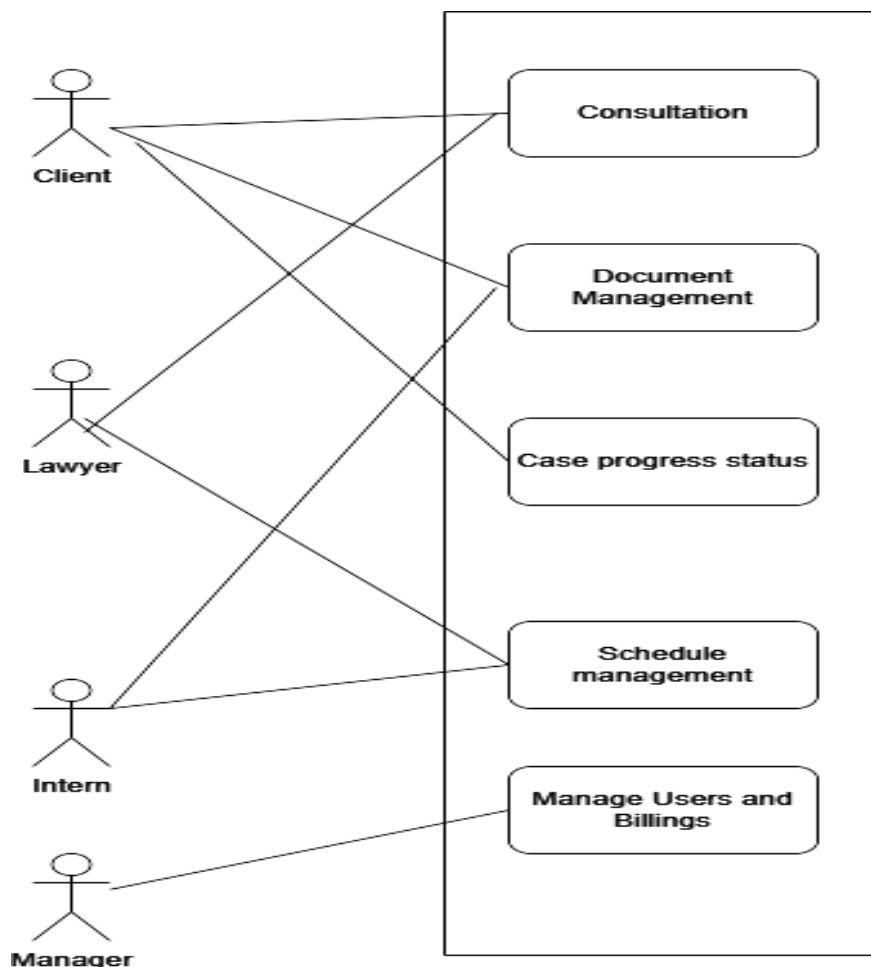 Client
Lawyer
Intern
Manager
Consultation
Document
Management
Case progress status
Schedule
management
Manage Users and
Billings